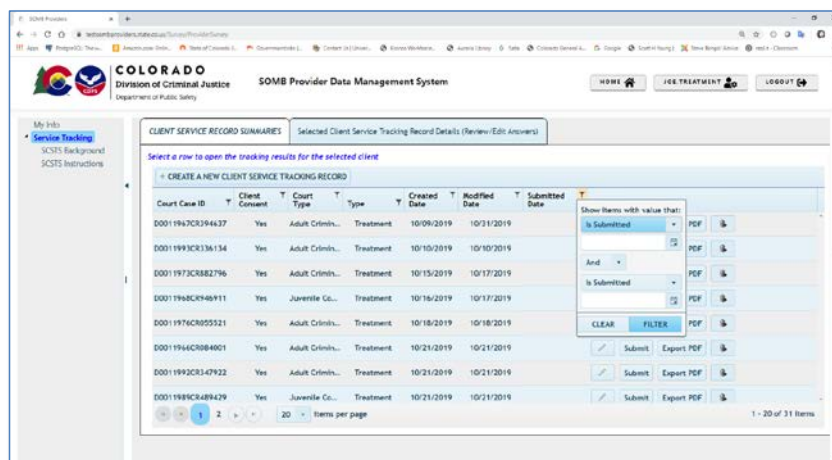 SOMB Providers
testsombproviders.state.co.us/Survey/ProviderSurvey
Apps
COLORADO
Division of Criminal Justice
Department of Public Safety
SOMB Provider Data Management System
HOME
JOE TREATMENT
LOGOUT
My Info
Service Tracking
SCSTS Background
SCSTS Instructions
CLIENT SERVICE RECORD SUMMARIES
Selected Client Service Tracking Record Details (Review/Edit Answers)
Select a row to open the tracking results for the selected client
+ CREATE A NEW CLIENT SERVICE TRACKING RECORD
Court Case ID Client Consent Court Type Type Created Date Modified Date Submitted Date
D0011967CR394637 Yes Adult Crimin... Treatment 10/09/2019 10/31/2019 PDF
D0011993CR336134 Yes Adult Crimin... Treatment 10/10/2019 10/10/2019 PDF
D0011973CR882796 Yes Adult Crimin... Treatment 10/15/2019 10/17/2019 PDF
D0011968CR946911 Yes Juvenile Co... Treatment 10/16/2019 10/17/2019 PDF
D0011976CR055521 Yes Adult Crimin... Treatment 10/18/2019 10/18/2019 PDF
D0011966CR084001 Yes Adult Crimin... Treatment 10/21/2019 10/21/2019 Submit Export PDF
D0011992CR347922 Yes Adult Crimin... Treatment 10/21/2019 10/21/2019 Submit Export PDF
D0011989CR489429 Yes Juvenile Co... Treatment 10/21/2019 10/21/2019 Submit Export PDF
Show items with value that:
Is Submitted
And
Is Submitted
CLEAR FILTER
1 2 20 items per page
1 - 20 of 31 items